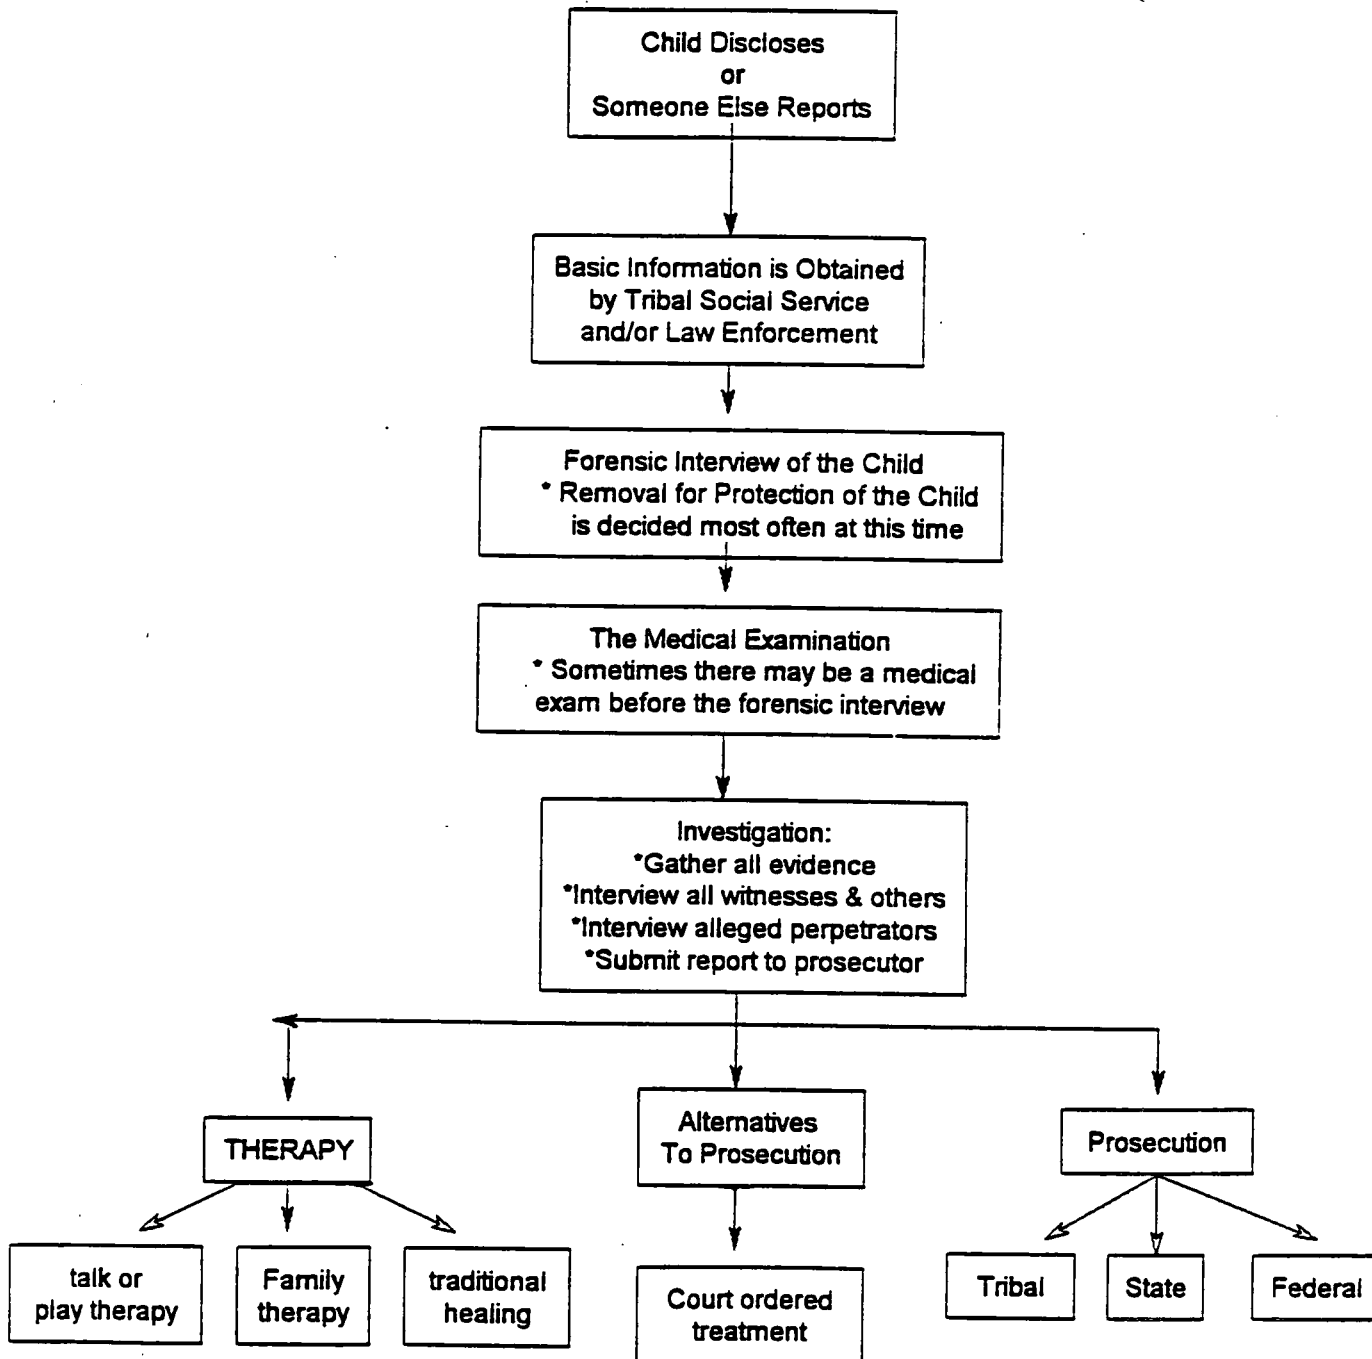 Child Discloses
or
Someone Else Reports
Basic Information is Obtained
by Tribal Social Service
and/or Law Enforcement
Forensic Interview of the Child
* Removal for Protection of the Child
is decided most often at this time
The Medical Examination
* Sometimes there may be a medical
exam before the forensic interview
Investigation:
*Gather all evidence
*Interview all witnesses & others
*Interview alleged perpetrators
*Submit report to prosecutor
THERAPY
Alternatives
To Prosecution
Prosecution
talk or
play therapy
Family
therapy
traditional
healing
Court ordered
treatment
Tribal
State
Federal